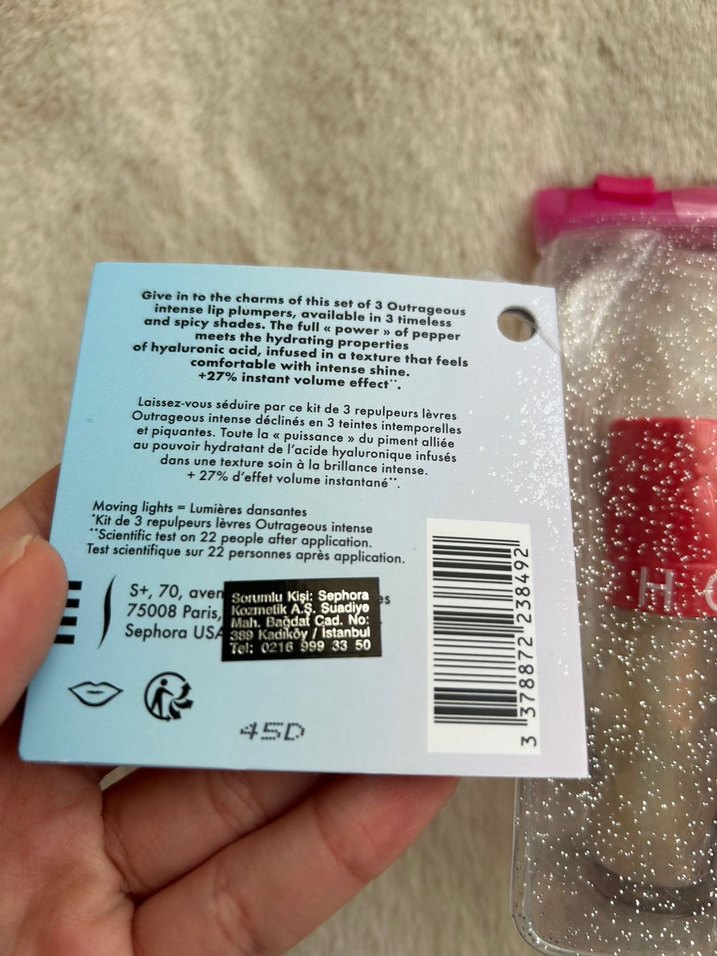 Give in to the charms of this set of 3 Outrageous
intense lip plumpers, available in 3 timeless
and spicy shades. The full « power » of pepper
meets the hydrating properties
of hyaluronic acid, infused in a texture that feels
comfortable with intense shine.
+27% instant volume effect**.
Laissez-vous séduire par ce kit de 3 repulpeurs lèvres
Outrageous intense déclinés en 3 teintes intemporelles
et piquantes. Toute la « puissance » du piment alliée
au pouvoir hydratant de l'acide hyaluronique infusés
dans une texture soin à la brillance intense.
+ 27% d'effet volume instantané**.
Moving lights = Lumières dansantes
*Kit de 3 repulpeurs lèvres Outrageous intense
**Scientific test on 22 people after application.
Test scientifique sur 22 personnes après application.
S+, 70, aven
75008 Paris,
Sephora USA
Sorumlu Kişi: Sephora
Kozmetik A.Ş. Suadiye
Mah. Bağdat Cad. No:
389 Kadıköy / İstanbul
Tel: 0216 999 33 50
45D
3 378872 238492
H